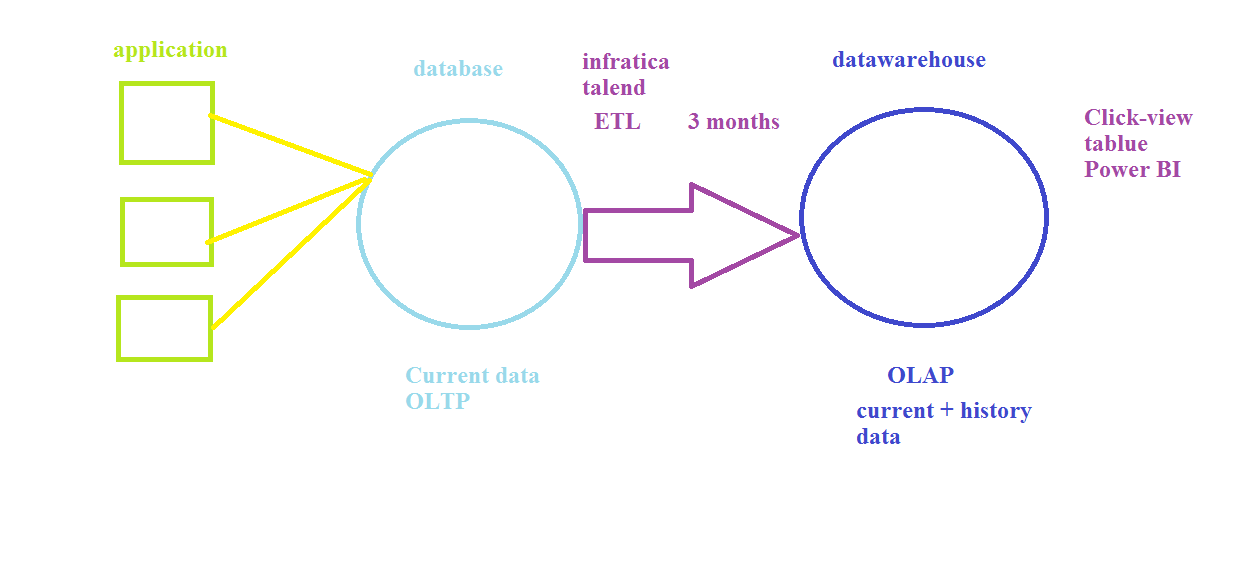 application
database
infratica
talend
ETL
3 months
datawarehouse
Click-view
tablue
Power BI
Current data
OLTP
OLAP
current + history
data